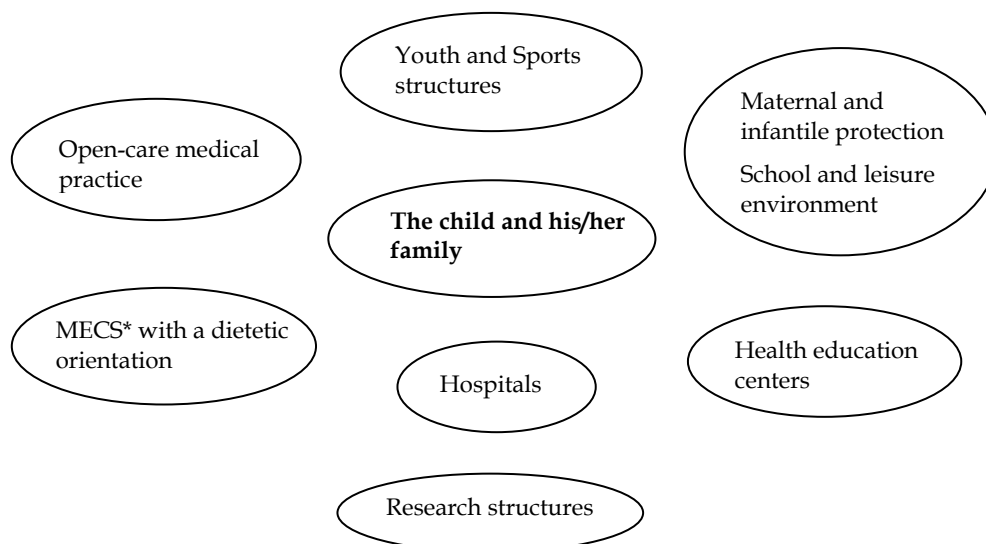 Youth and Sports
structures
Maternal and
infantile protection
School and leisure
environment
Open-care medical
practice
The child and his/her
family
MECS* with a dietetic
orientation
Health education
centers
Hospitals
Research structures